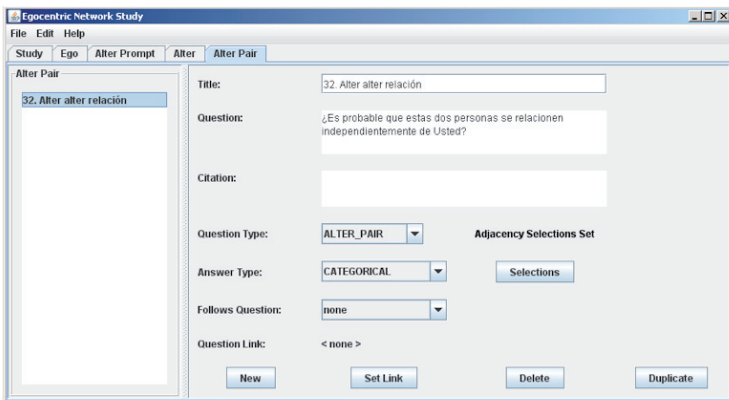 Egocentric Network Study
File Edit Help
Study Ego Alter Prompt Alter Alter Pair
Alter Pair
32. Alter alter relación
Title: 32. Alter alter relación
Question: ¿Es probable que estas dos personas se relacionen
independientemente de Usted?
Citation:
Question Type: ALTER_PAIR Adjacency Selections Set
Answer Type: CATEGORICAL Selections
Follows Question: none
Question Link: < none >
New Set Link Delete Duplicate